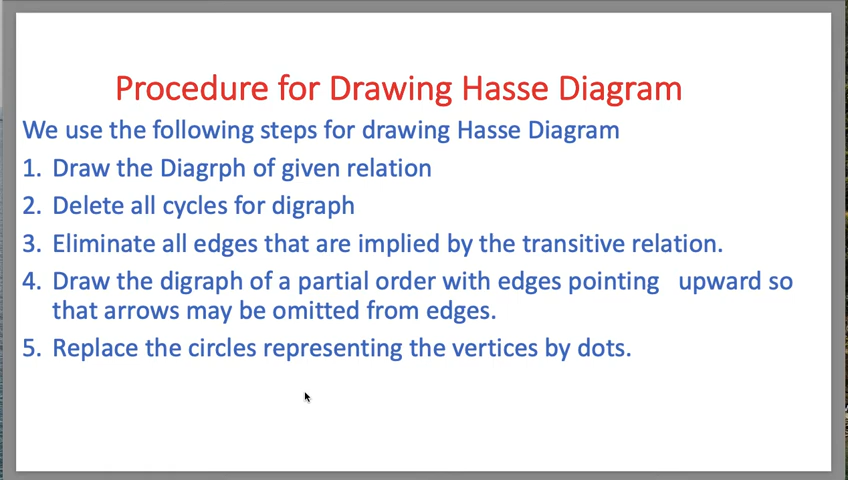 Procedure for Drawing Hasse Diagram
We use the following steps for drawing Hasse Diagram
1. Draw the Diagrph of given relation
2. Delete all cycles for digraph
3. Eliminate all edges that are implied by the transitive relation.
4. Draw the digraph of a partial order with edges pointing upward so
that arrows may be omitted from edges.
5. Replace the circles representing the vertices by dots.